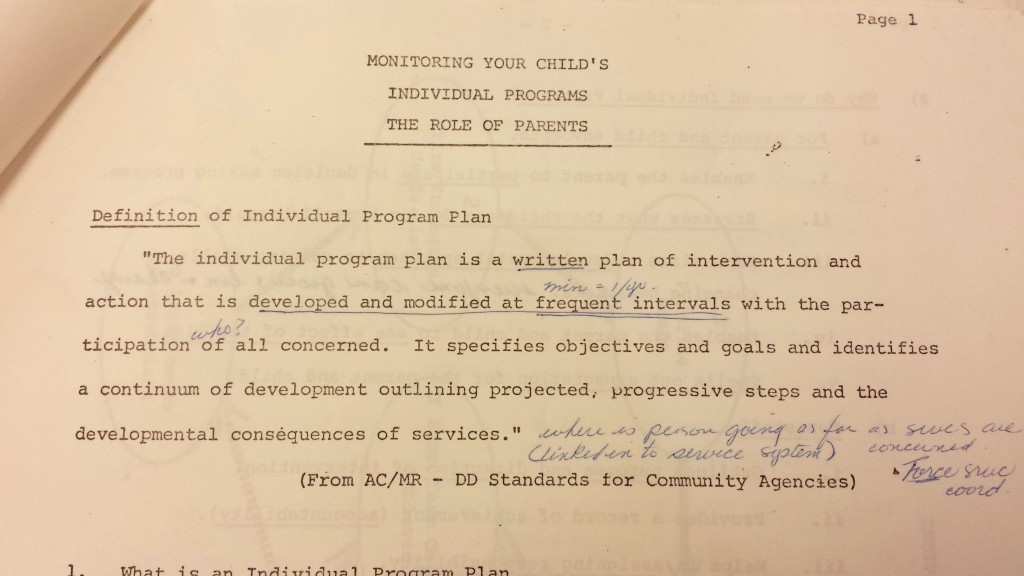 Page 1
MONITORING YOUR CHILD'S
INDIVIDUAL PROGRAMS
THE ROLE OF PARENTS
Definition of Individual Program Plan
"The individual program plan is a written plan of intervention and
min = 1/yr.
action that is developed and modified at frequent intervals with the par-
who?
ticipation of all concerned. It specifies objectives and goals and identifies
a continuum of development outlining projected, progressive steps and the
developmental consequences of services." where is person going as far as srvcs are
(linked in to service system) concerned
(From AC/MR - DD Standards for Community Agencies) Force srvc
coord.
1. What is an Individual Program Plan